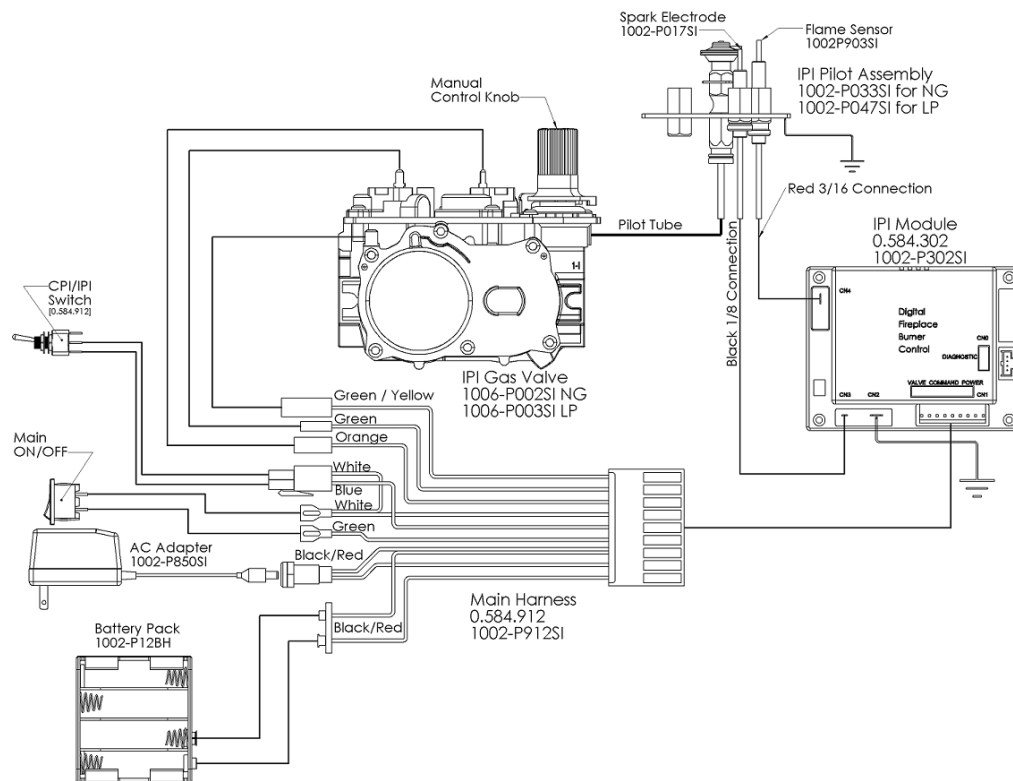 Spark Electrode
1002-P017SI
Flame Sensor
1002P903SI
IPI Pilot Assembly
1002-P033SI for NG
1002-P047SI for LP
Manual
Control Knob
Red 3/16 Connection
Pilot Tube
Black 1/8 Connection
IPI Module
0.584.302
1002-P302SI
CN4
Digital
Fireplace
Burner
Control
CN6
DIAGNOSTIC
VALVE COMMAND POWER
CN3
CN2
CN1
1-I
CPI/IPI
Switch
[0.584.912]
IPI Gas Valve
1006-P002SI NG
1006-P003SI LP
Green / Yellow
Green
Orange
White
Blue
White
Green
Black/Red
Main
ON/OFF
AC Adapter
1002-P850SI
Black/Red
Main Harness
0.584.912
1002-P912SI
Battery Pack
1002-P12BH